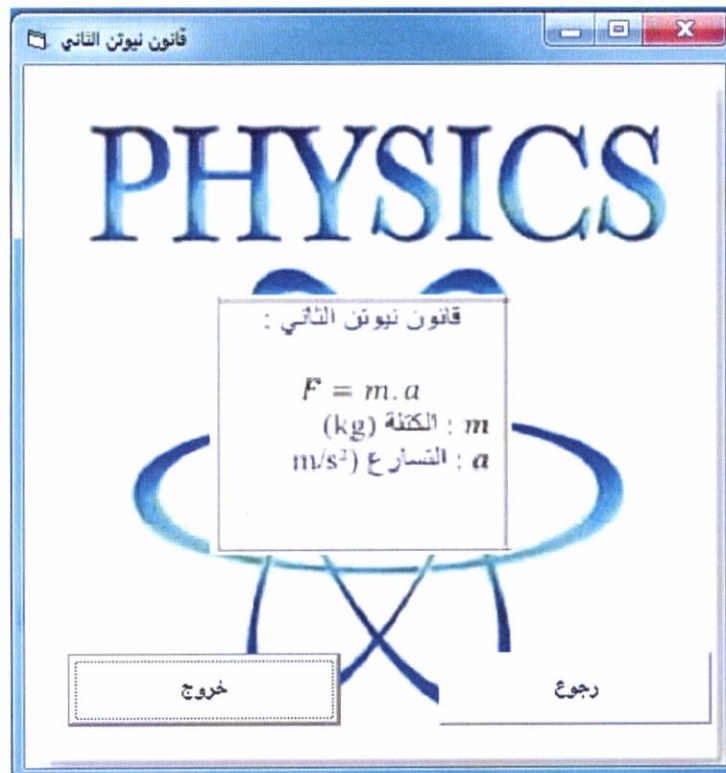 قانون نيوتن الثاني
PHYSICS
قانون نيوتن الثاني :
F = m.a
m : الكتلة (kg)
a : التسارع (m/s²
رجوع
خروج